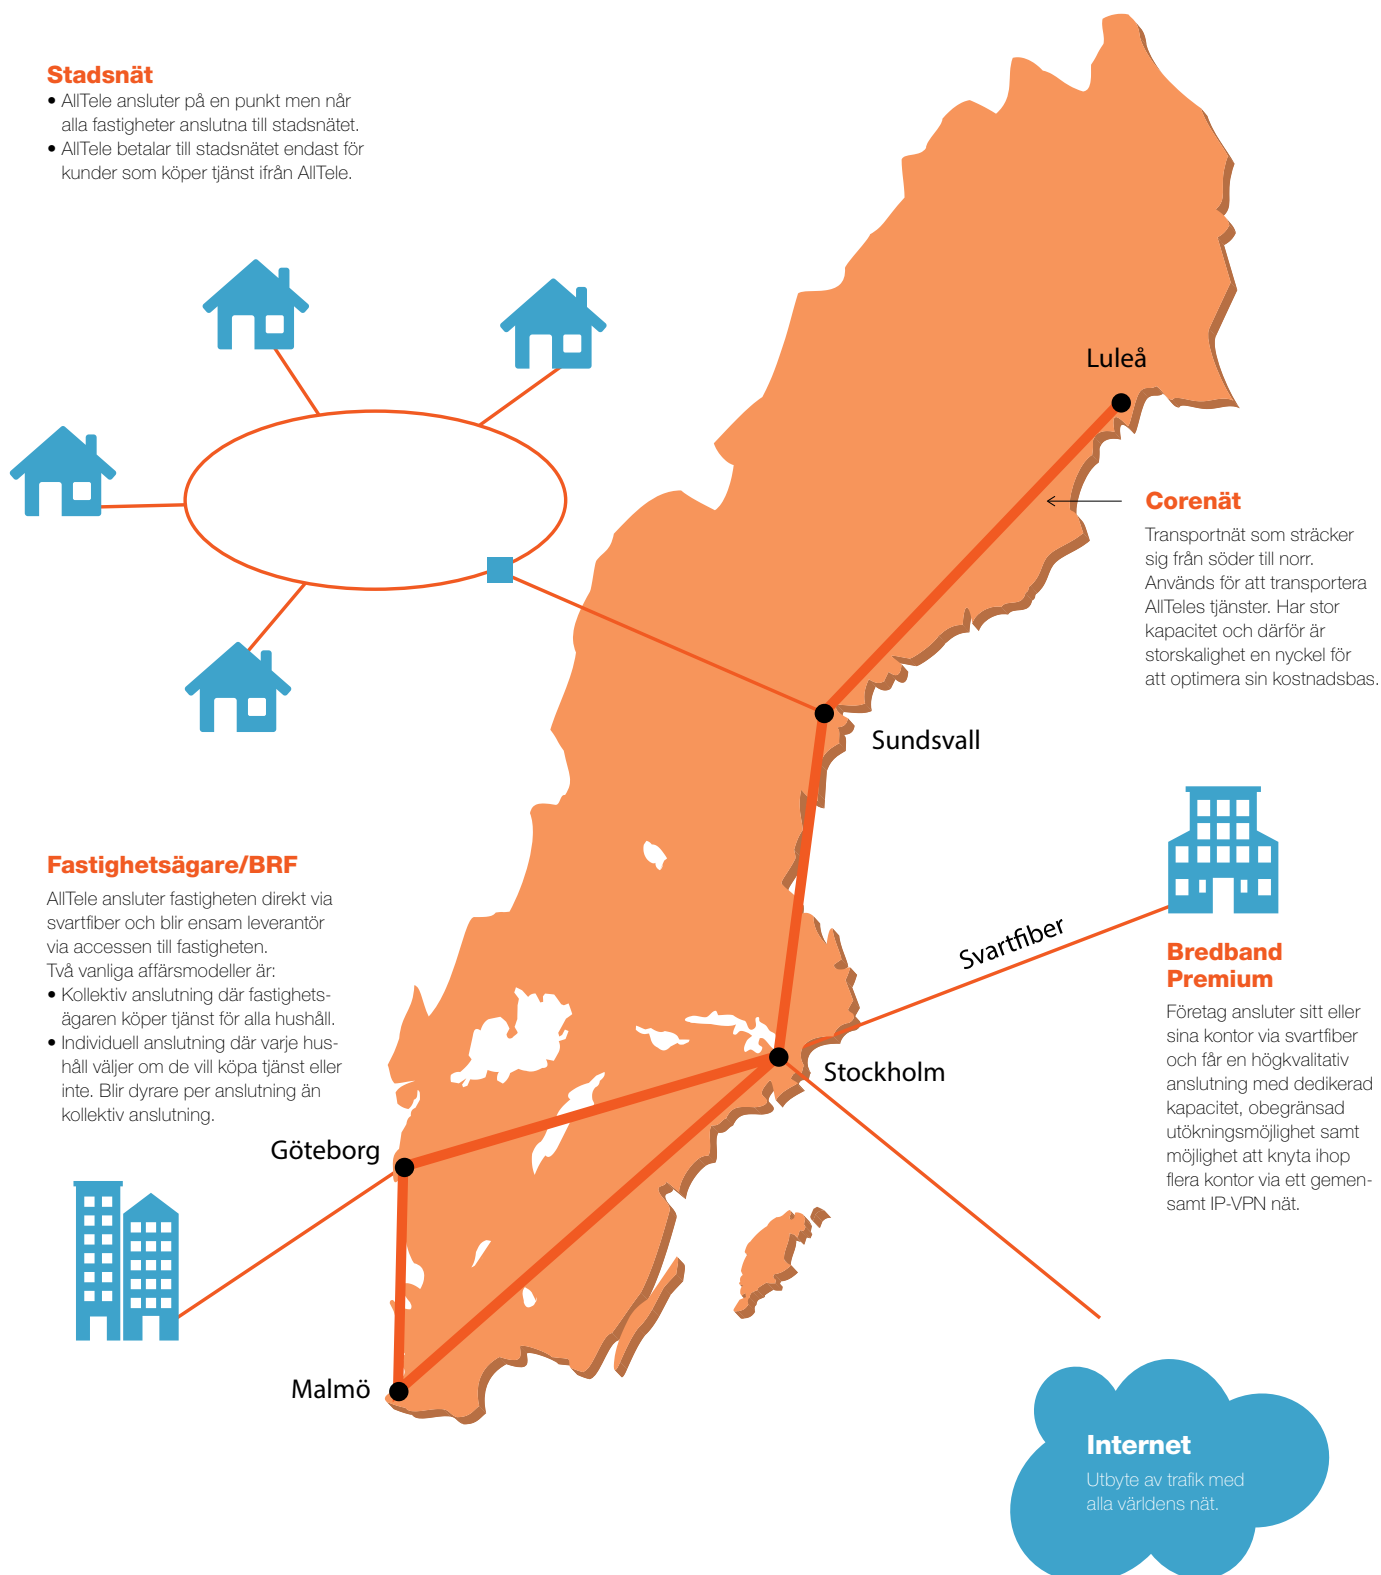 Stadsnät
• AllTele ansluter på en punkt men når
alla fastigheter anslutna till stadsnätet.
• AllTele betalar till stadsnätet endast för
kunder som köper tjänst ifrån AllTele.
Luleå
Corenät
Transportnät som sträcker
sig från söder till norr.
Används för att transportera
AllTeles tjänster. Har stor
kapacitet och därför är
storskalighet en nyckel för
att optimera sin kostnadsbas.
Sundsvall
Fastighetsägare/BRF
AllTele ansluter fastigheten direkt via
svartfiber och blir ensam leverantör
via accessen till fastigheten.
Två vanliga affärsmodeller är:
• Kollektiv anslutning där fastighets-
ägaren köper tjänst för alla hushåll.
• Individuell anslutning där varje hus-
håll väljer om de vill köpa tjänst eller
inte. Blir dyrare per anslutning än
kollektiv anslutning.
Svartfiber
Bredband
Premium
Företag ansluter sitt eller
sina kontor via svartfiber
och får en högkvalitativ
anslutning med dedikerad
kapacitet, obegränsad
utökningsmöjlighet samt
möjlighet att knyta ihop
flera kontor via ett gemen-
samt IP-VPN nät.
Stockholm
Göteborg
Malmö
Internet
Utbyte av trafik med
alla världens nät.